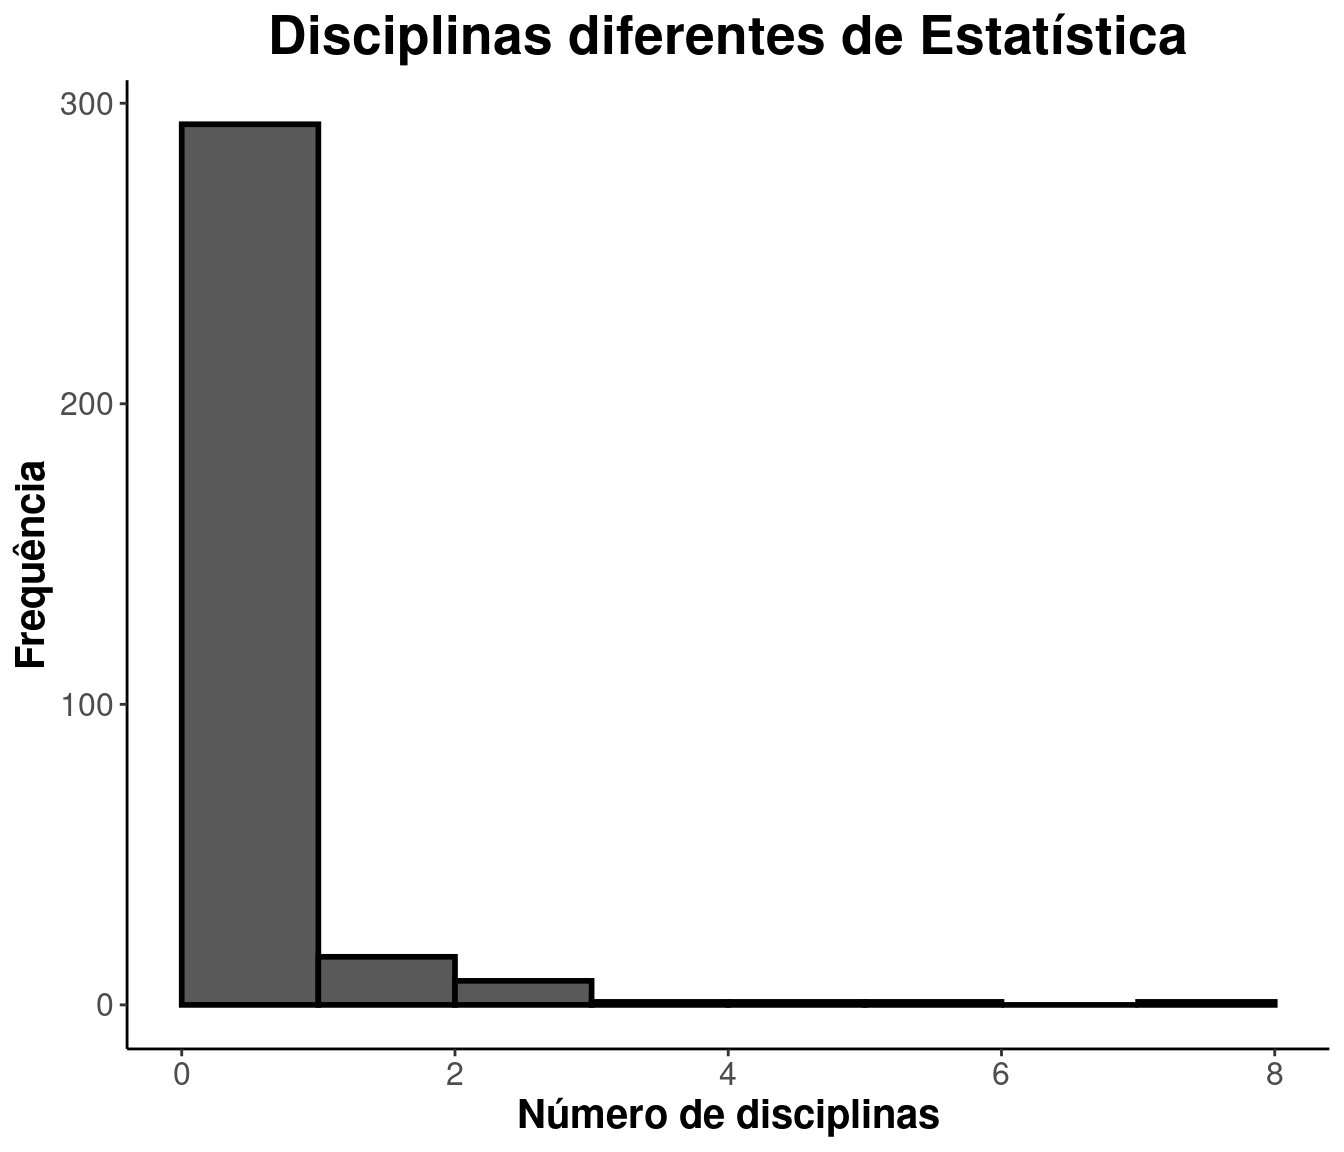 Disciplinas diferentes de Estatística
300
200
100
0
Frequência
0 2 4 6 8
Número de disciplinas